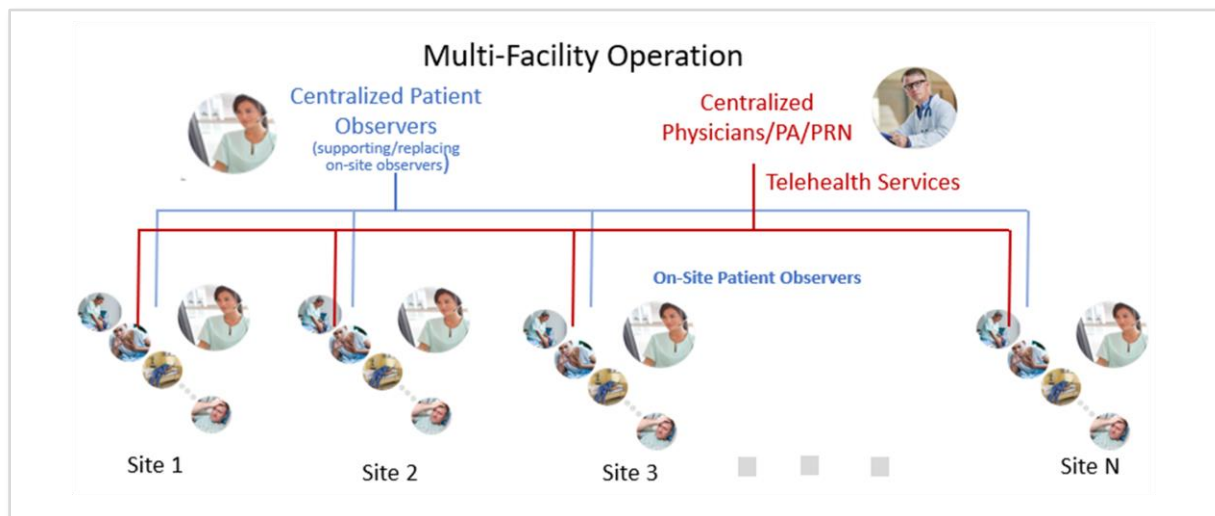 Multi-Facility Operation
Centralized Patient
Observers
(supporting/replacing
on-site observers)
Centralized
Physicians/PA/PRN
Telehealth Services
On-Site Patient Observers
Site 1
Site 2
Site 3
Site N